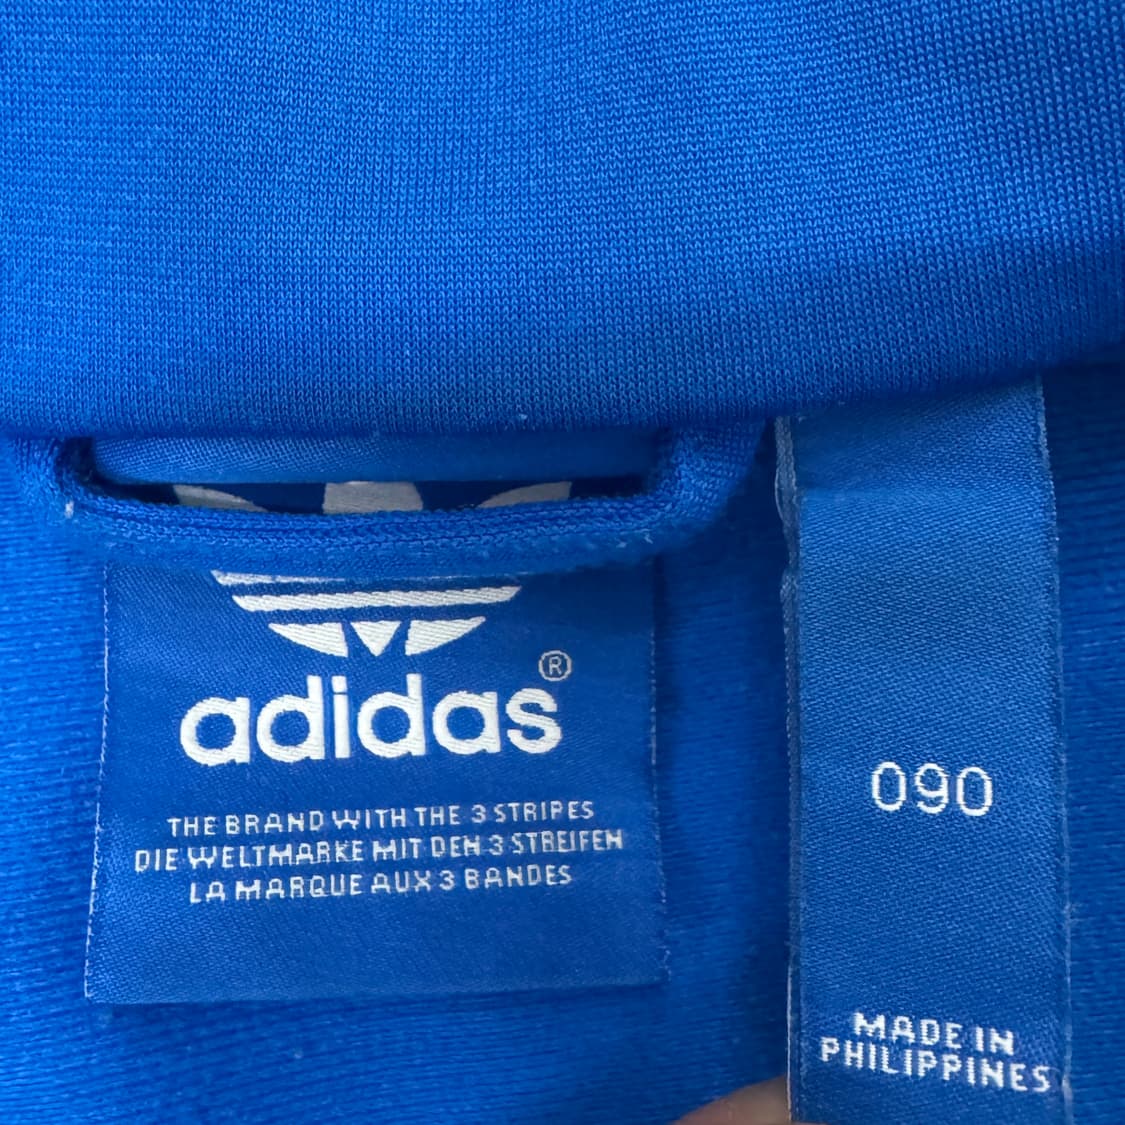 adidas®
THE BRAND WITH THE 3 STRIPES
DIE WELTMARKE MIT DEN 3 STREIFEN
LA MARQUE AUX 3 BANDES
090
MADE IN
PHILIPPINES